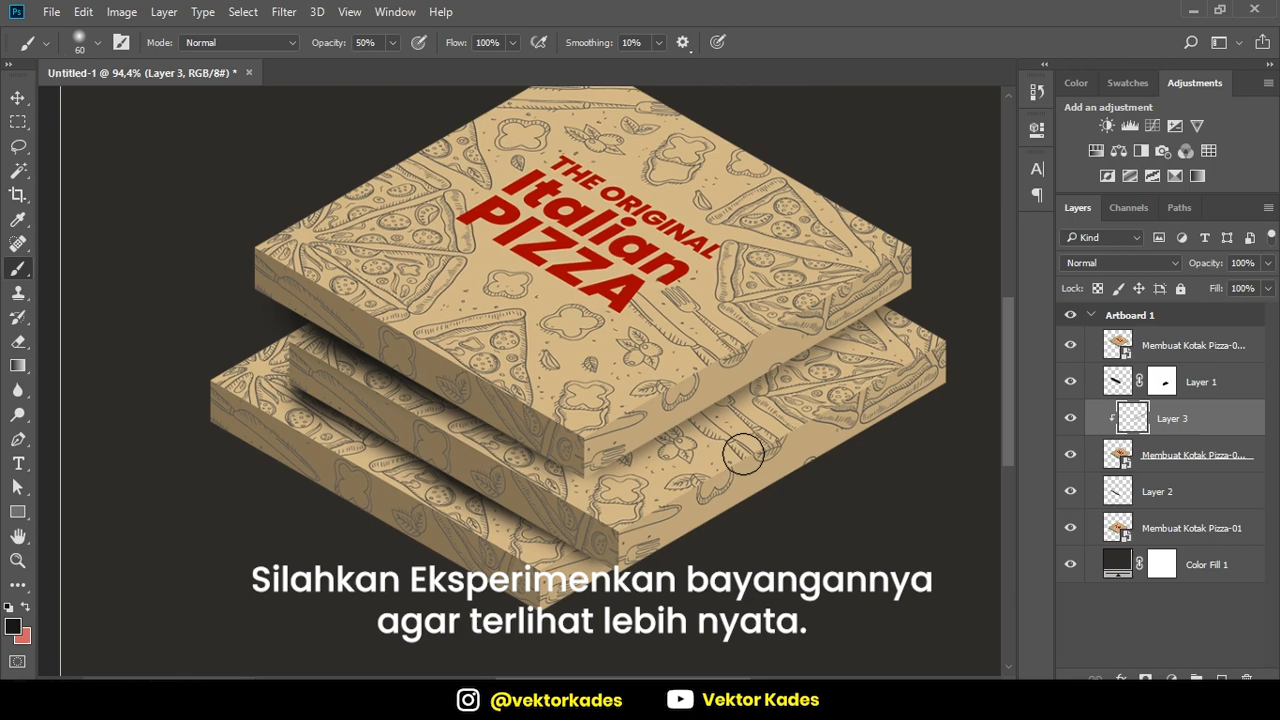 File Edit Image Layer Type Select Filter 3D View Window Help
60 Mode: Normal Opacity: 50% Flow: 100% Smoothing: 10%
Untitled-1 @ 94,4% (Layer 3, RGB/8#) *
Color Swatches Adjustments
Add an adjustment
Layers Channels Paths
Kind
Normal Opacity: 100%
Lock: Fill: 100%
Artboard 1
Membuat Kotak Pizza-0...
Layer 1
Layer 3
Membuat Kotak Pizza-0...
Layer 2
Membuat Kotak Pizza-01
Color Fill 1
THE ORIGINAL
Italian
PIZZA
Silahkan Eksperimenkan bayangannya
agar terlihat lebih nyata.
@vektorkades Vektor Kades